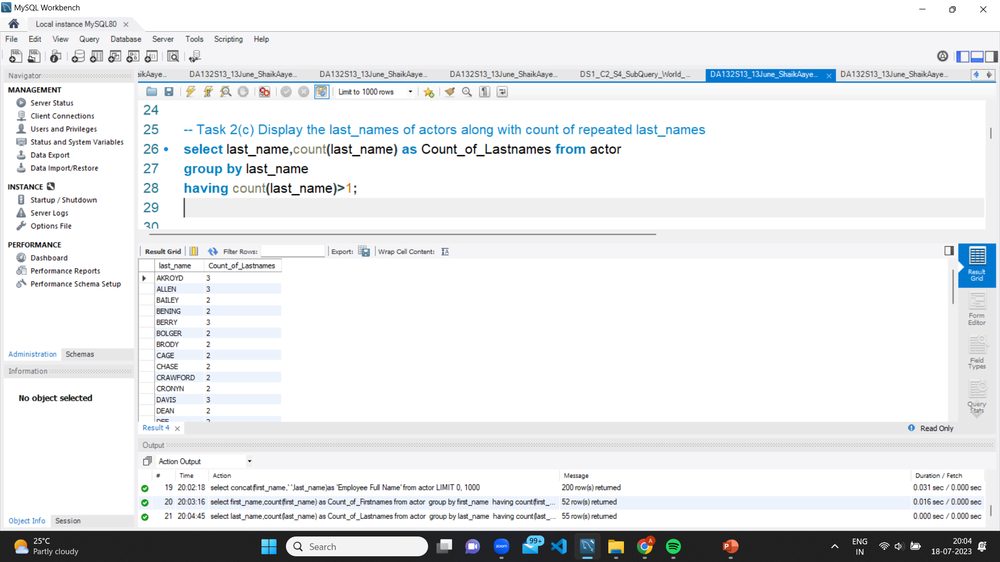 MySQL Workbench
Local instance MySQL80
File Edit View Query Database Server Tools Scripting Help
Navigator
MANAGEMENT
Server Status
Client Connections
Users and Privileges
Status and System Variables
Data Export
Data Import/Restore
INSTANCE
Startup / Shutdown
Server Logs
Options File
PERFORMANCE
Dashboard
Performance Reports
Performance Schema Setup
Administration Schemas
Information
No object selected
Object Info Session
aikAaye... DA132S13_13June_ShaikAaye... DA132S13_13June_ShaikAaye... DA132S13_13June_ShaikAaye... DS1_C2_S4_SubQuery_World_... DA132S13_13June_ShaikAaye... DA132S13_13June_ShaikAaye...
Limit to 1000 rows
24
25 -- Task 2(c) Display the last_names of actors along with count of repeated last_names
26 select last_name,count(last_name) as Count_of_Lastnames from actor
27 group by last_name
28 having count(last_name)>1;
29
30
Result Grid Filter Rows: Export: Wrap Cell Content:
last_name Count_of_Lastnames
AKROYD 3
ALLEN 3
BAILEY 2
BENING 2
BERRY 3
BOLGER 2
BRODY 2
CAGE 2
CHASE 2
CRAWFORD 2
CRONYN 2
DAVIS 3
DEAN 2
DEE 2
Result
Grid
Form
Editor
Field
Types
Query
Stats
Result 4 Read Only
Output
Action Output
# Time Action Message Duration / Fetch
19 20:02:18 select concat(first_name,' ',last_name)as 'Employee Full Name' from actor LIMIT 0, 1000 200 row(s) returned 0.031 sec / 0.000 sec
20 20:03:16 select first_name,count(first_name) as Count_of_Firstnames from actor group by first_name having count(first_... 52 row(s) returned 0.016 sec / 0.000 sec
21 20:04:45 select last_name,count(last_name) as Count_of_Lastnames from actor group by last_name having count(last_... 55 row(s) returned 0.000 sec / 0.000 sec
25°C
Partly cloudy
Search
zoom
99+
A
P
ENG
IN
20:04
18-07-2023